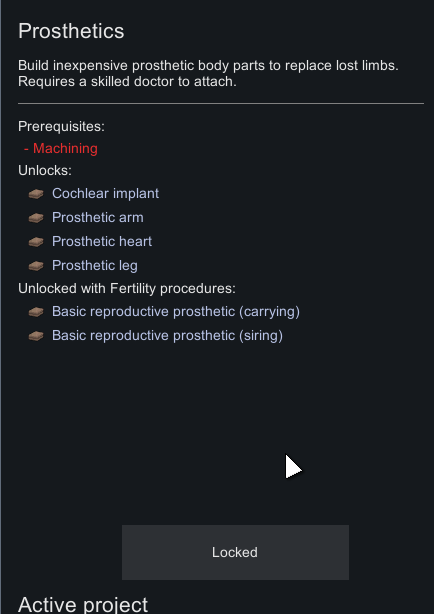 Prosthetics
Build inexpensive prosthetic body parts to replace lost limbs.
Requires a skilled doctor to attach.
Prerequisites:
- Machining
Unlocks:
Cochlear implant
Prosthetic arm
Prosthetic heart
Prosthetic leg
Unlocked with Fertility procedures:
Basic reproductive prosthetic (carrying)
Basic reproductive prosthetic (siring)
Locked
Active project